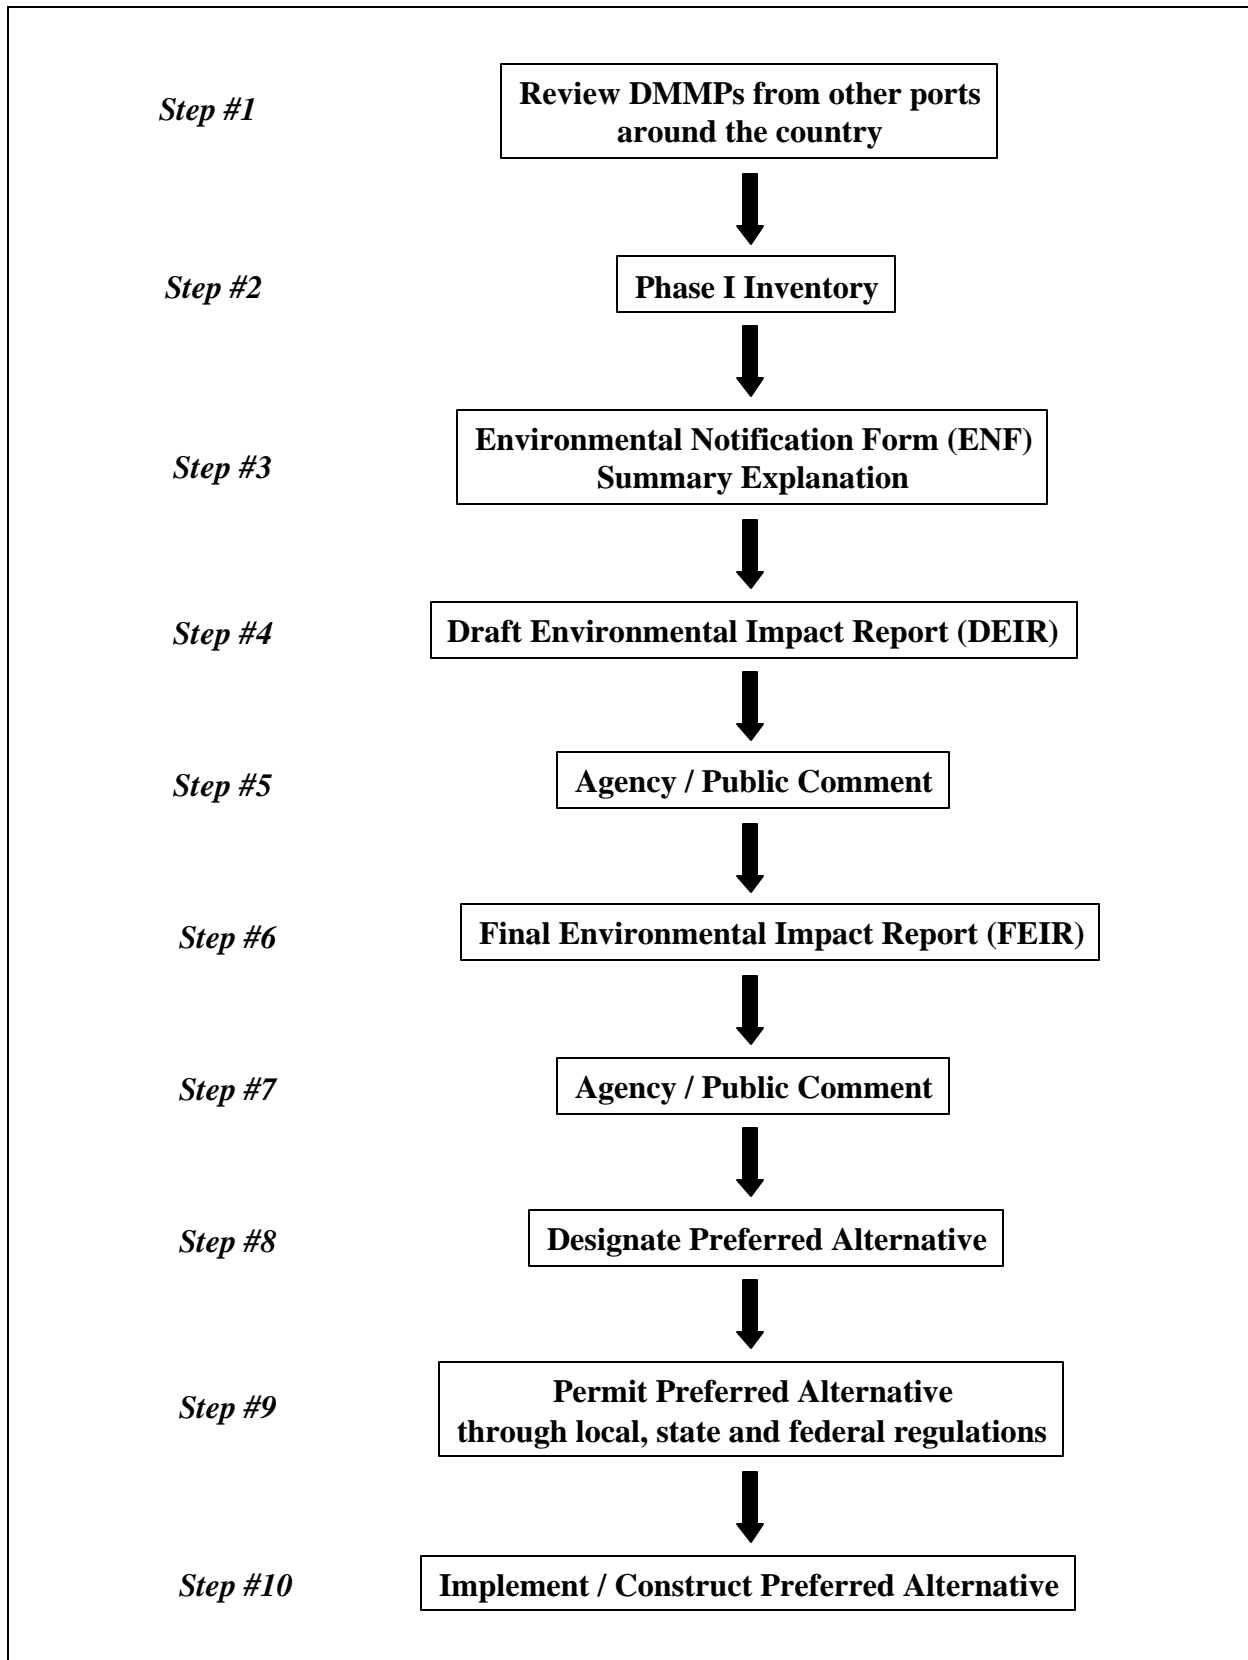 Step #1
Review DMMPs from other ports
around the country
Step #2
Phase I Inventory
Step #3
Environmental Notification Form (ENF)
Summary Explanation
Step #4
Draft Environmental Impact Report (DEIR)
Step #5
Agency / Public Comment
Step #6
Final Environmental Impact Report (FEIR)
Step #7
Agency / Public Comment
Step #8
Designate Preferred Alternative
Step #9
Permit Preferred Alternative
through local, state and federal regulations
Step #10
Implement / Construct Preferred Alternative